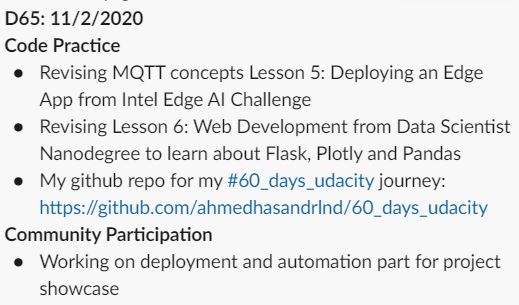 D65: 11/2/2020
Code Practice
● Revising MQTT concepts Lesson 5: Deploying an Edge
App from Intel Edge AI Challenge
● Revising Lesson 6: Web Development from Data Scientist
Nanodegree to learn about Flask, Plotly and Pandas
● My github repo for my #60_days_udacity journey:
https://github.com/ahmedhasandrlnd/60_days_udacity
Community Participation
● Working on deployment and automation part for project
showcase